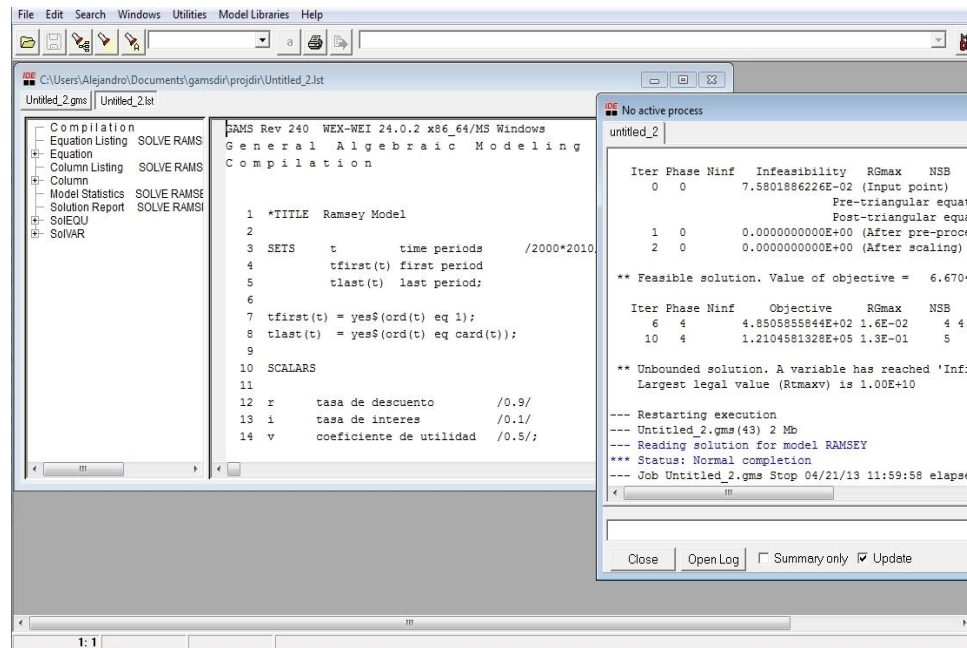 File Edit Search Windows Utilities Model Libraries Help
a
IDE C:\Users\Alejandro\Documents\gamsdir\projdir\Untitled_2.lst
Untitled_2.gms Untitled_2.lst
Compilation
Equation Listing SOLVE RAMS
Equation
Column Listing SOLVE RAMS
Column
Model Statistics SOLVE RAMSE
Solution Report SOLVE RAMSI
SolEQU
SolVAR
GAMS Rev 240 WEX-WEI 24.0.2 x86_64/MS Windows
General Algebraic Modeling
Compilation
1 *TITLE Ramsey Model
2
3 SETS t time periods /2000*2010
4 tfirst(t) first period
5 tlast(t) last period;
6
7 tfirst(t) = yes$(ord(t) eq 1);
8 tlast(t) = yes$(ord(t) eq card(t));
9
10 SCALARS
11
12 r tasa de descuento /0.9/
13 i tasa de interes /0.1/
14 v coeficiente de utilidad /0.5/;
IDE No active process
untitled_2
Iter Phase Ninf Infeasibility RGmax NSB
0 0 7.5801886226E-02 (Input point)
Pre-triangular equat
Post-triangular equa
1 0 0.0000000000E+00 (After pre-proce
2 0 0.0000000000E+00 (After scaling)
** Feasible solution. Value of objective = 6.6704
Iter Phase Ninf Objective RGmax NSB
6 4 4.8505855844E+02 1.6E-02 4 4
10 4 1.2104581328E+05 1.3E-01 5
** Unbounded solution. A variable has reached 'Inf
Largest legal value (Rtmaxv) is 1.00E+10
--- Restarting execution
--- Untitled_2.gms(43) 2 Mb
--- Reading solution for model RAMSEY
*** Status: Normal completion
--- Job Untitled_2.gms Stop 04/21/13 11:59:58 elapse
Close Open Log Summary only Update
1: 1